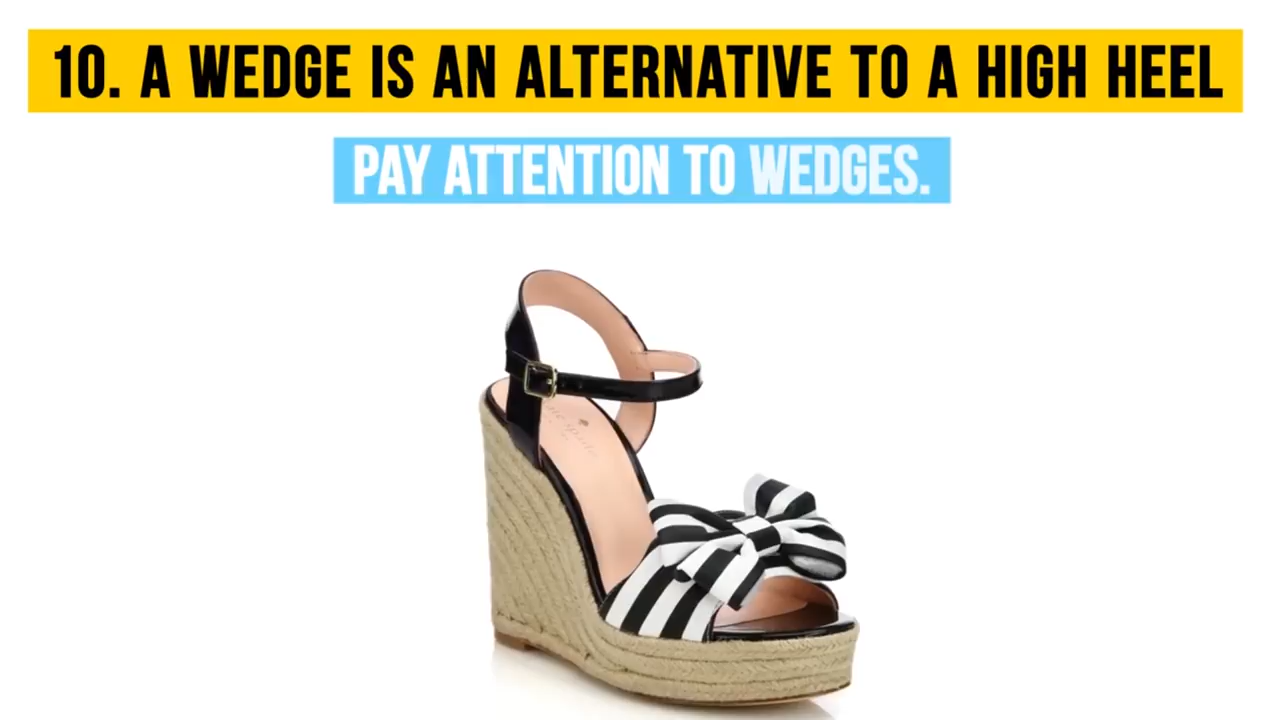 10. A WEDGE IS AN ALTERNATIVE TO A HIGH HEEL
PAY ATTENTION TO WEDGES.